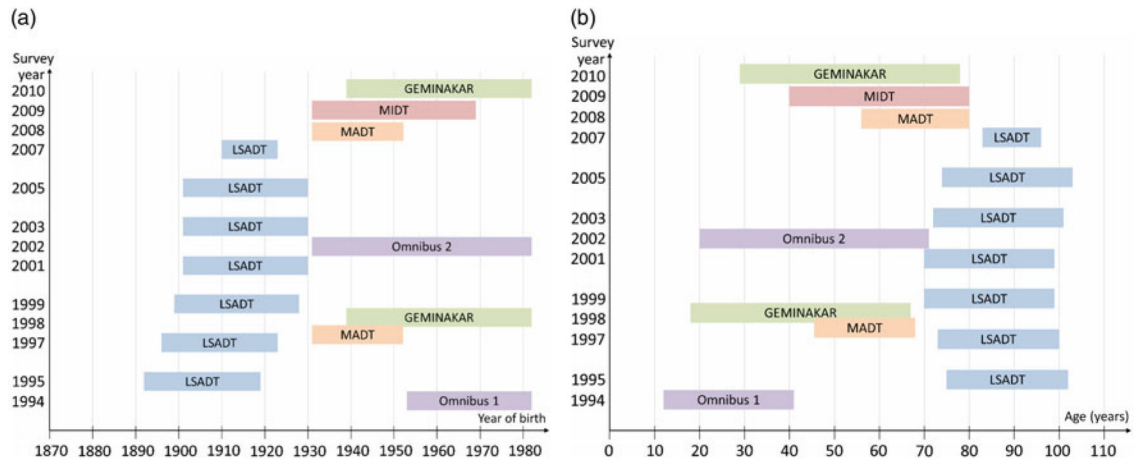 (a)
Survey
year
2010
GEMINAKAR
2009
MIDT
2008
MADT
2007
LSADT
2005
LSADT
2003
LSADT
2002
Omnibus 2
2001
LSADT
1999
LSADT
1998
GEMINAKAR
MADT
1997
LSADT
1995
LSADT
1994
Omnibus 1
Year of birth
1870 1880 1890 1900 1910 1920 1930 1940 1950 1960 1970 1980
(b)
Survey
year
2010
GEMINAKAR
2009
MIDT
2008
MADT
2007
LSADT
2005
LSADT
2003
LSADT
2002
Omnibus 2
2001
LSADT
1999
LSADT
1998
GEMINAKAR
MADT
1997
LSADT
1995
LSADT
1994
Omnibus 1
Age (years)
0 10 20 30 40 50 60 70 80 90 100 110